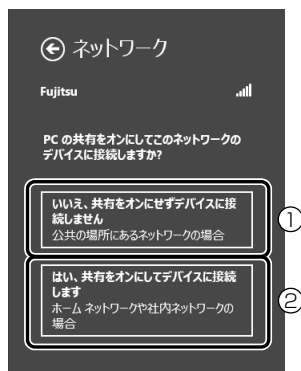 ネットワーク
Fujitsu
PC の共有をオンにしてこのネットワークの
デバイスに接続しますか?
いいえ、共有をオンにせずデバイスに接
続しません
公共の場所にあるネットワークの場合
①
はい、共有をオンにしてデバイスに接続
します
ホーム ネットワークや社内ネットワークの
場合
②